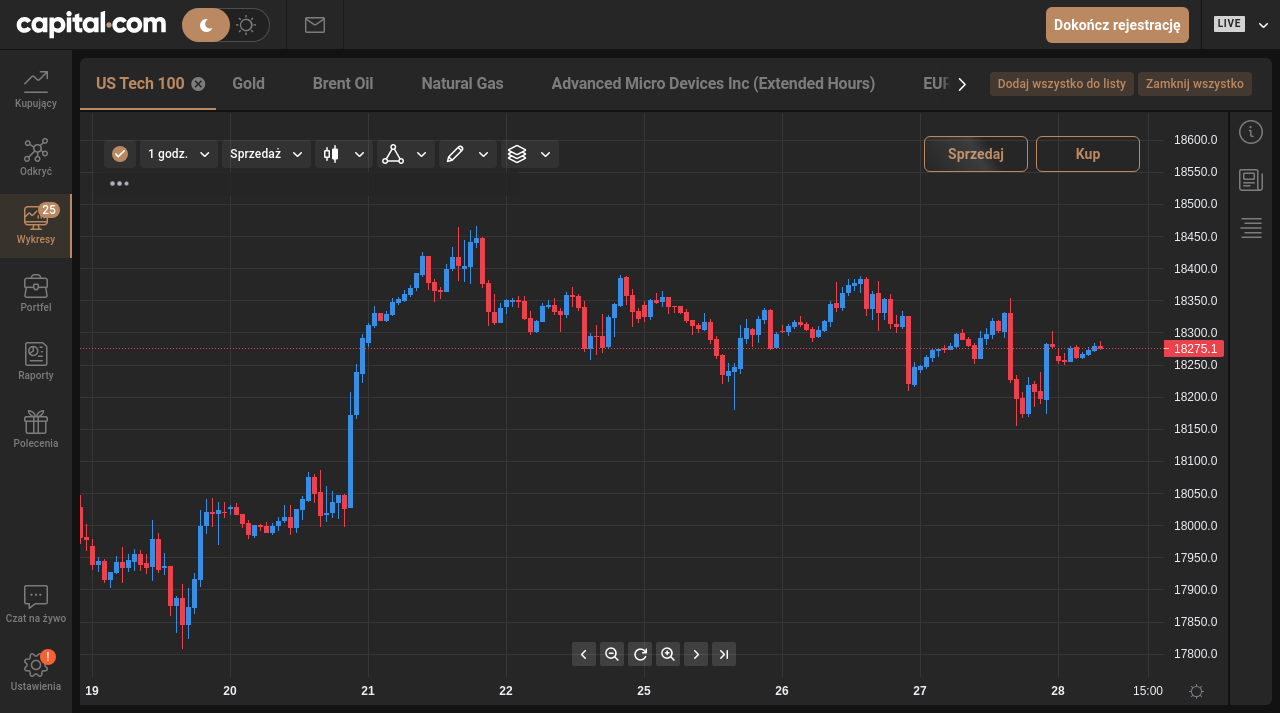 capital.com
Dokończ rejestrację
LIVE
Kupujący
Odkryć
25
Wykresy
Portfel
Raporty
Polecenia
Czat na żywo
!
Ustawienia
US Tech 100
Gold
Brent Oil
Natural Gas
Advanced Micro Devices Inc (Extended Hours)
EUR
Dodaj wszystko do listy
Zamknij wszystko
1 godz.
Sprzedaż
Sprzedaj
Kup
18600.0
18550.0
18500.0
18450.0
18400.0
18350.0
18300.0
18275.1
18250.0
18200.0
18150.0
18100.0
18050.0
18000.0
17950.0
17900.0
17850.0
17800.0
19
20
21
22
25
26
27
28
15:00